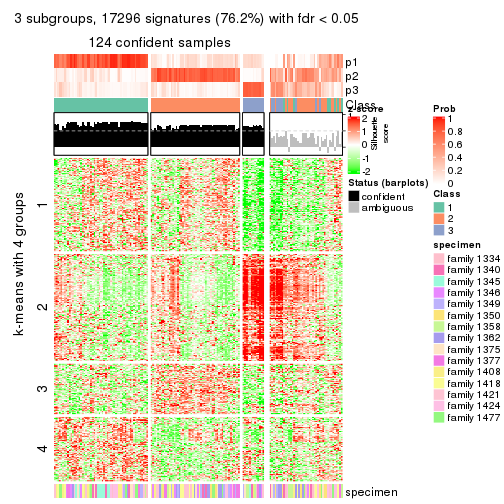 3 subgroups, 17296 signatures (76.2%) with fdr < 0.05
124 confident samples
p1
p2
p3
Class
z-score
2
1
0
-1
-2
1
Silhouette
score
Prob
1
0.8
0.6
0.4
0.2
0
Status (barplots)
confident
ambiguous
Class
1
2
3
specimen
family 1334
family 1340
family 1345
family 1346
family 1349
family 1350
family 1358
family 1362
family 1375
family 1377
family 1408
family 1418
family 1421
family 1424
family 1477
k-means with 4 groups
1
2
3
4
specimen